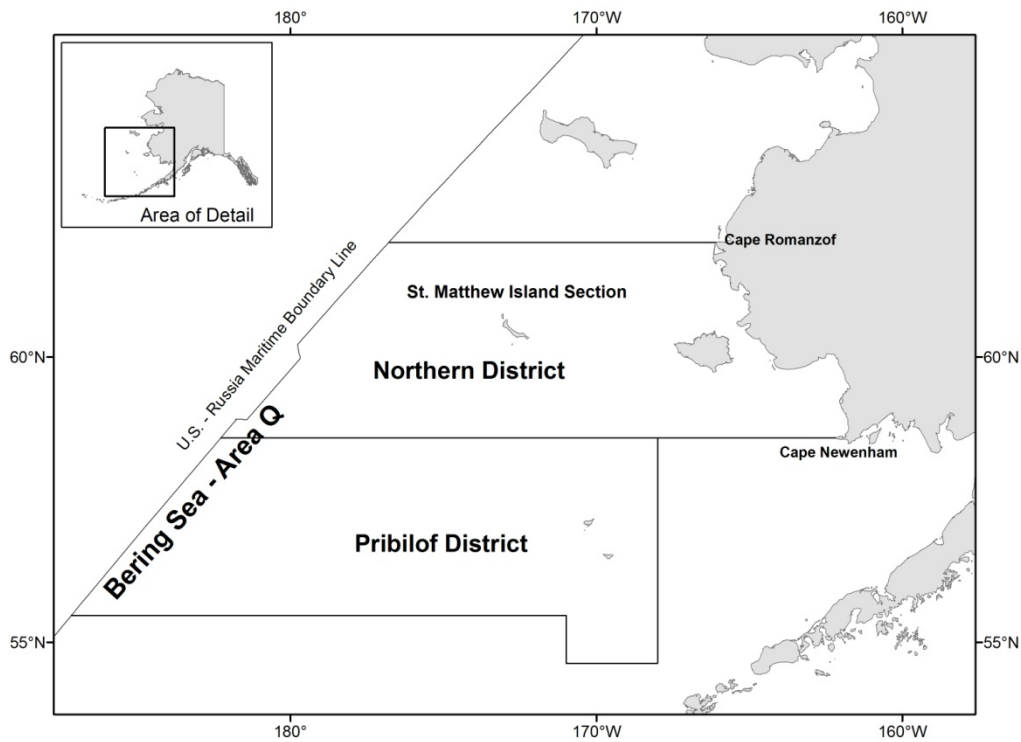 180°
170°W
160°W
Area of Detail
Cape Romanzof
St. Matthew Island Section
U.S. - Russia Maritime Boundary Line
60°N
60°N
Northern District
Bering Sea - Area Q
Cape Newenham
Pribilof District
55°N
55°N
180°
170°W
160°W